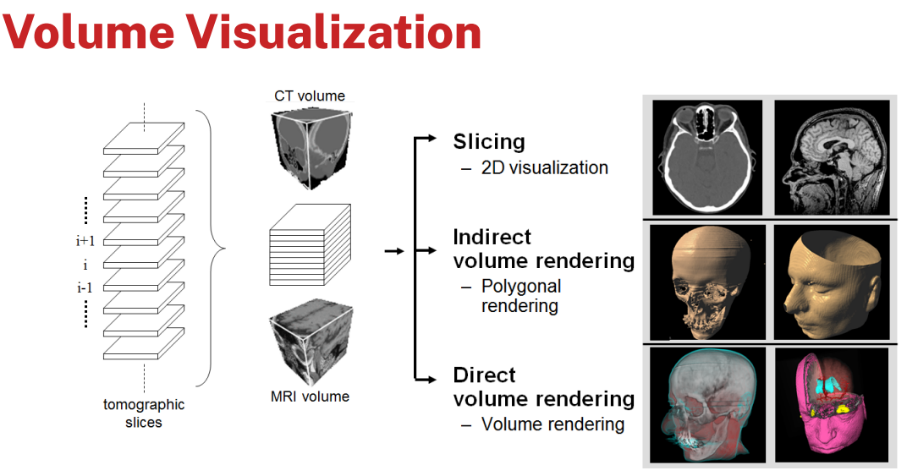 Volume Visualization
CT volume
i+1
i
i-1
tomographic
slices
MRI volume
Slicing
– 2D visualization
Indirect
volume rendering
– Polygonal
rendering
Direct
volume rendering
– Volume rendering